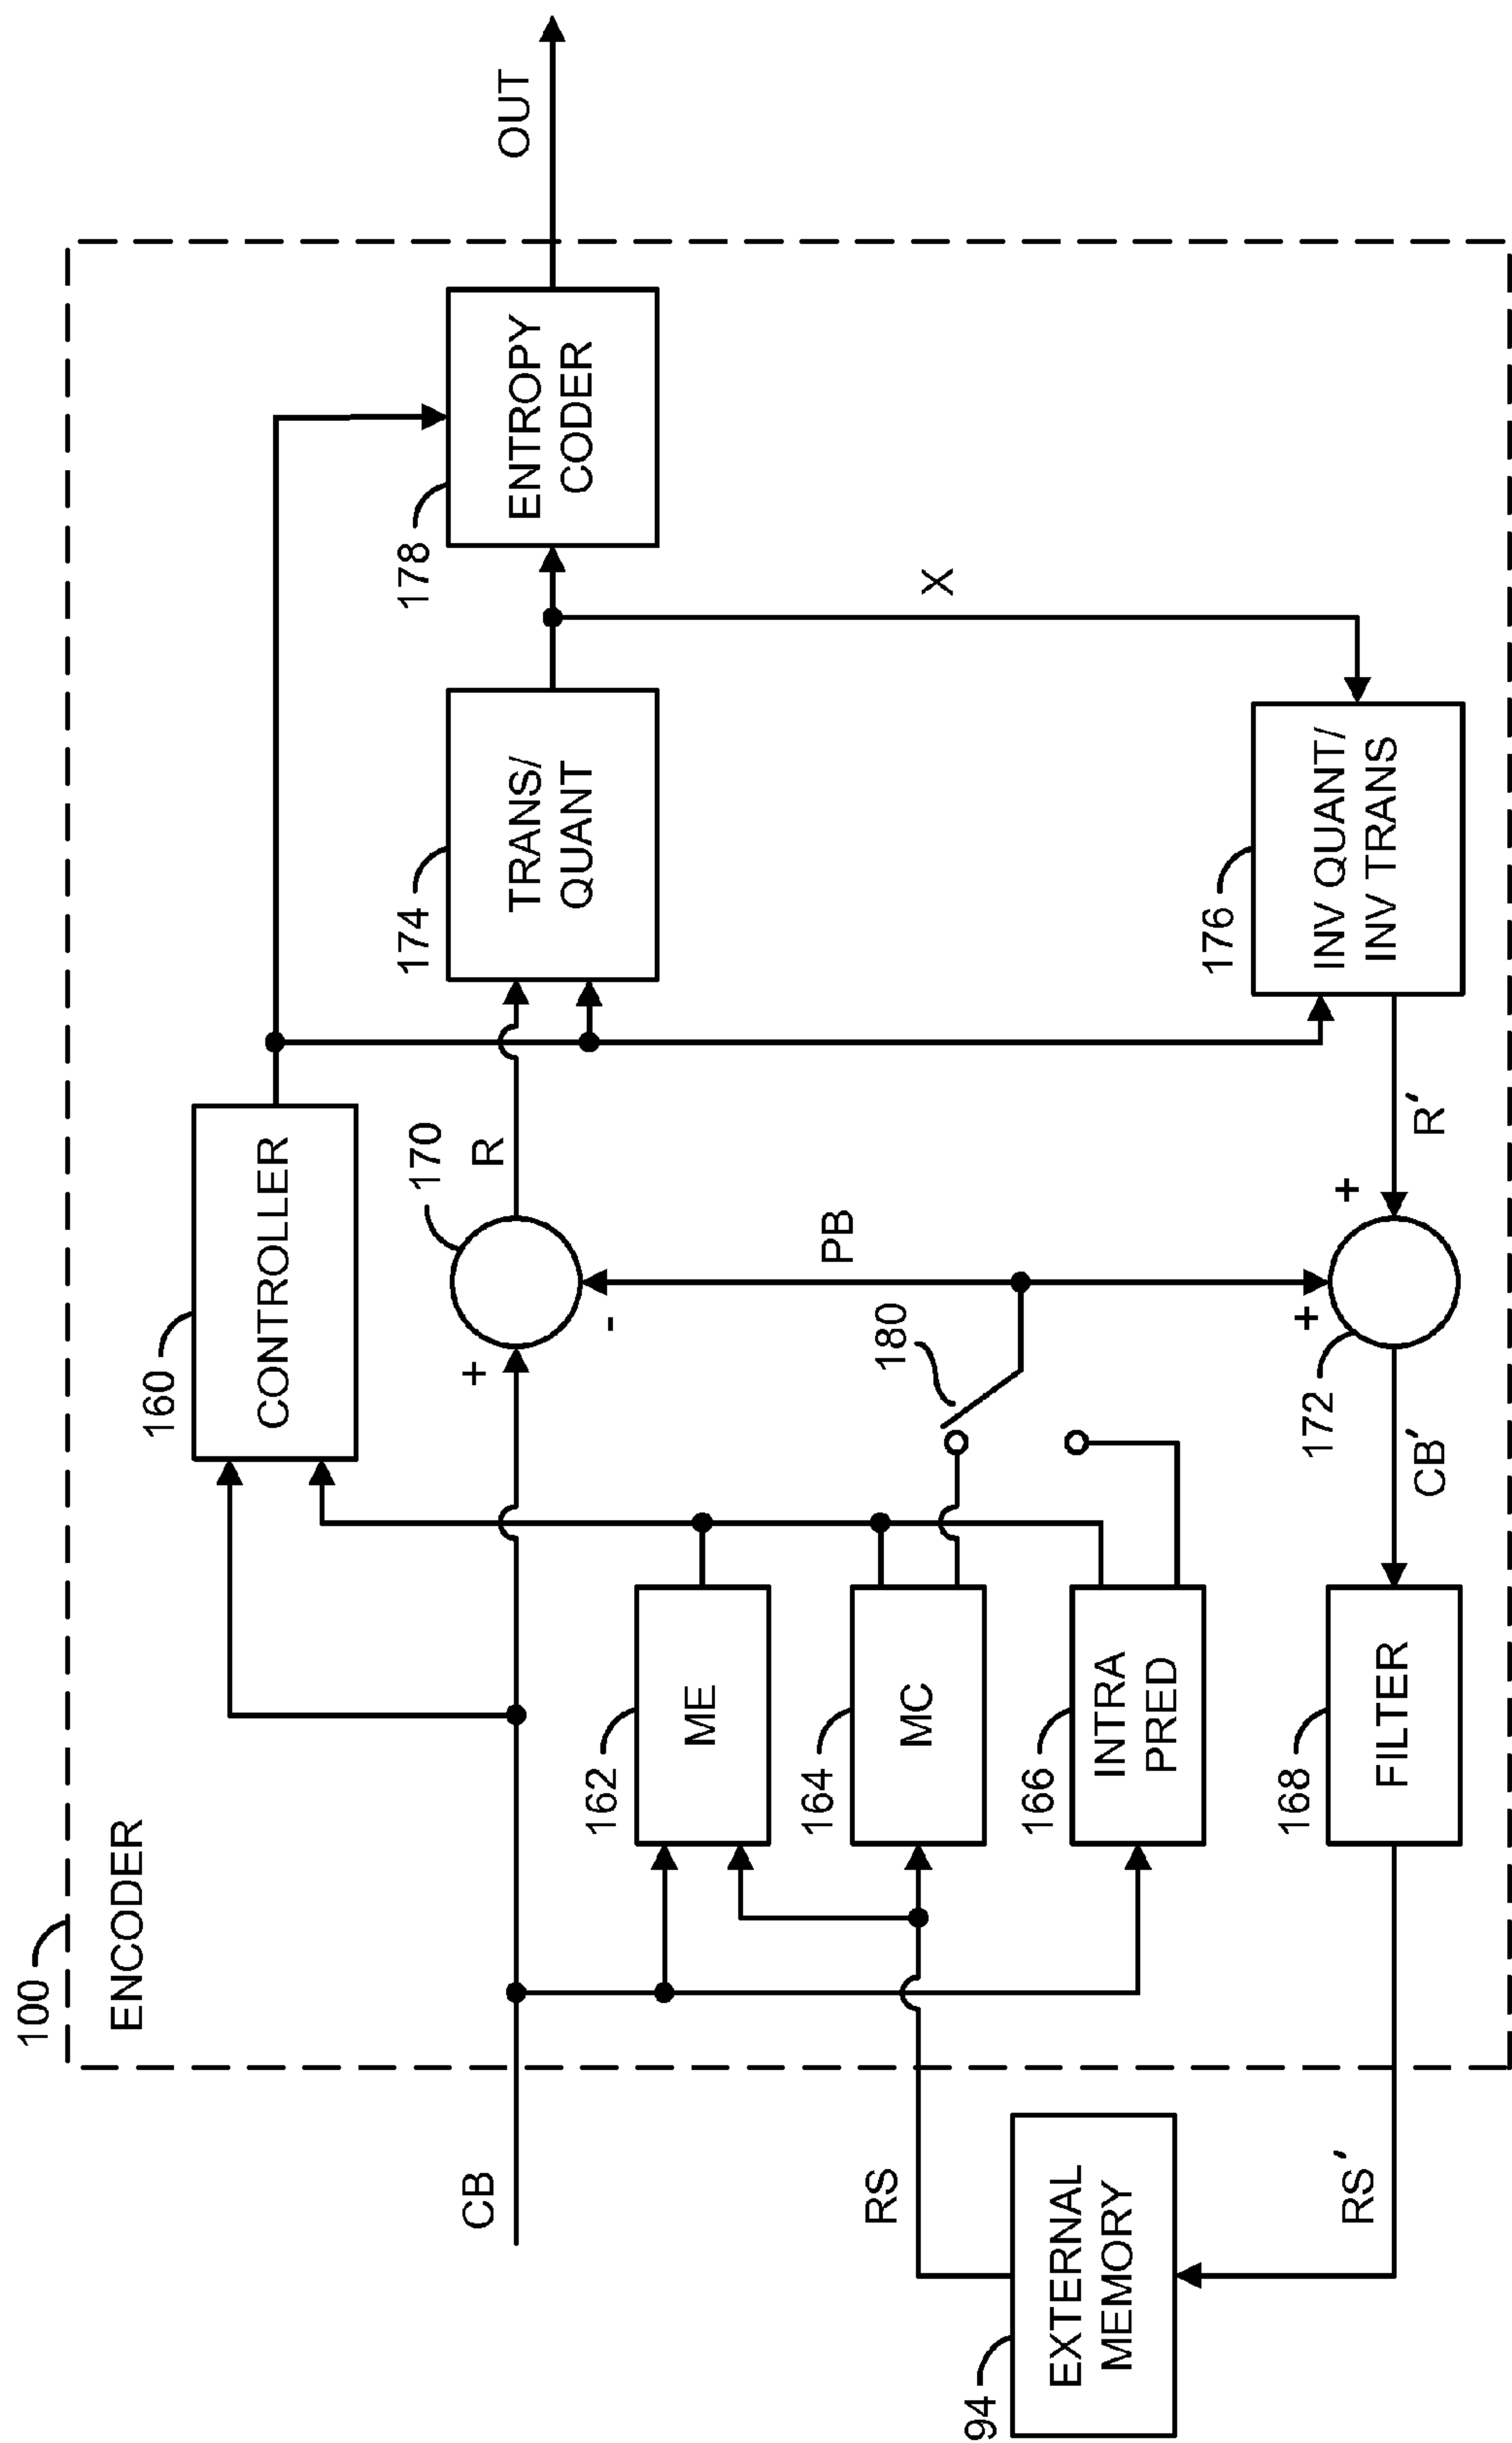 100
ENCODER
160
CONTROLLER
178
ENTROPY
CODER
OUT
CB
+
170
R
174
TRANS/
QUANT
-
162
ME
164
MC
180
PB
X
166
INTRA
PRED
RS
94
EXTERNAL
MEMORY
RS'
168
FILTER
CB'
172
+
+
R'
176
INV QUANT/
INV TRANS